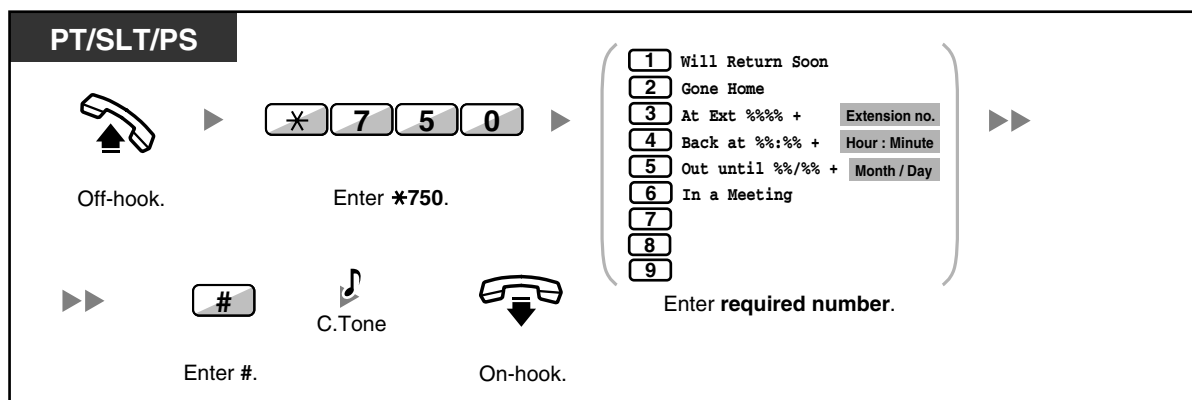 PT/SLT/PS
1 Will Return Soon
2 Gone Home
3 At Ext %%%% + Extension no.
4 Back at %%:%% + Hour : Minute
5 Out until %%/%% + Month / Day
6 In a Meeting
7
8
9
* 7 5 0
Off-hook.
Enter *750.
Enter required number.
#
C.Tone
Enter #.
On-hook.